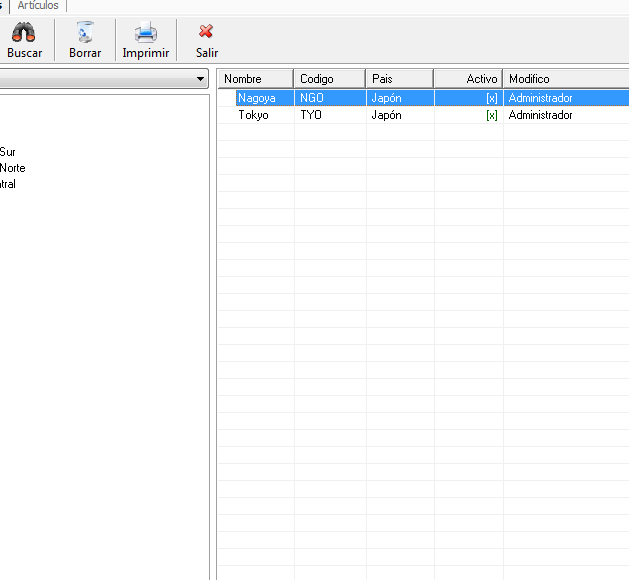 Artículos
Buscar Borrar Imprimir Salir
Nombre Codigo Pais Activo Modifico
Nagoya NGO Japón [x] Administrador
Tokyo TYO Japón [x] Administrador
Sur
Norte